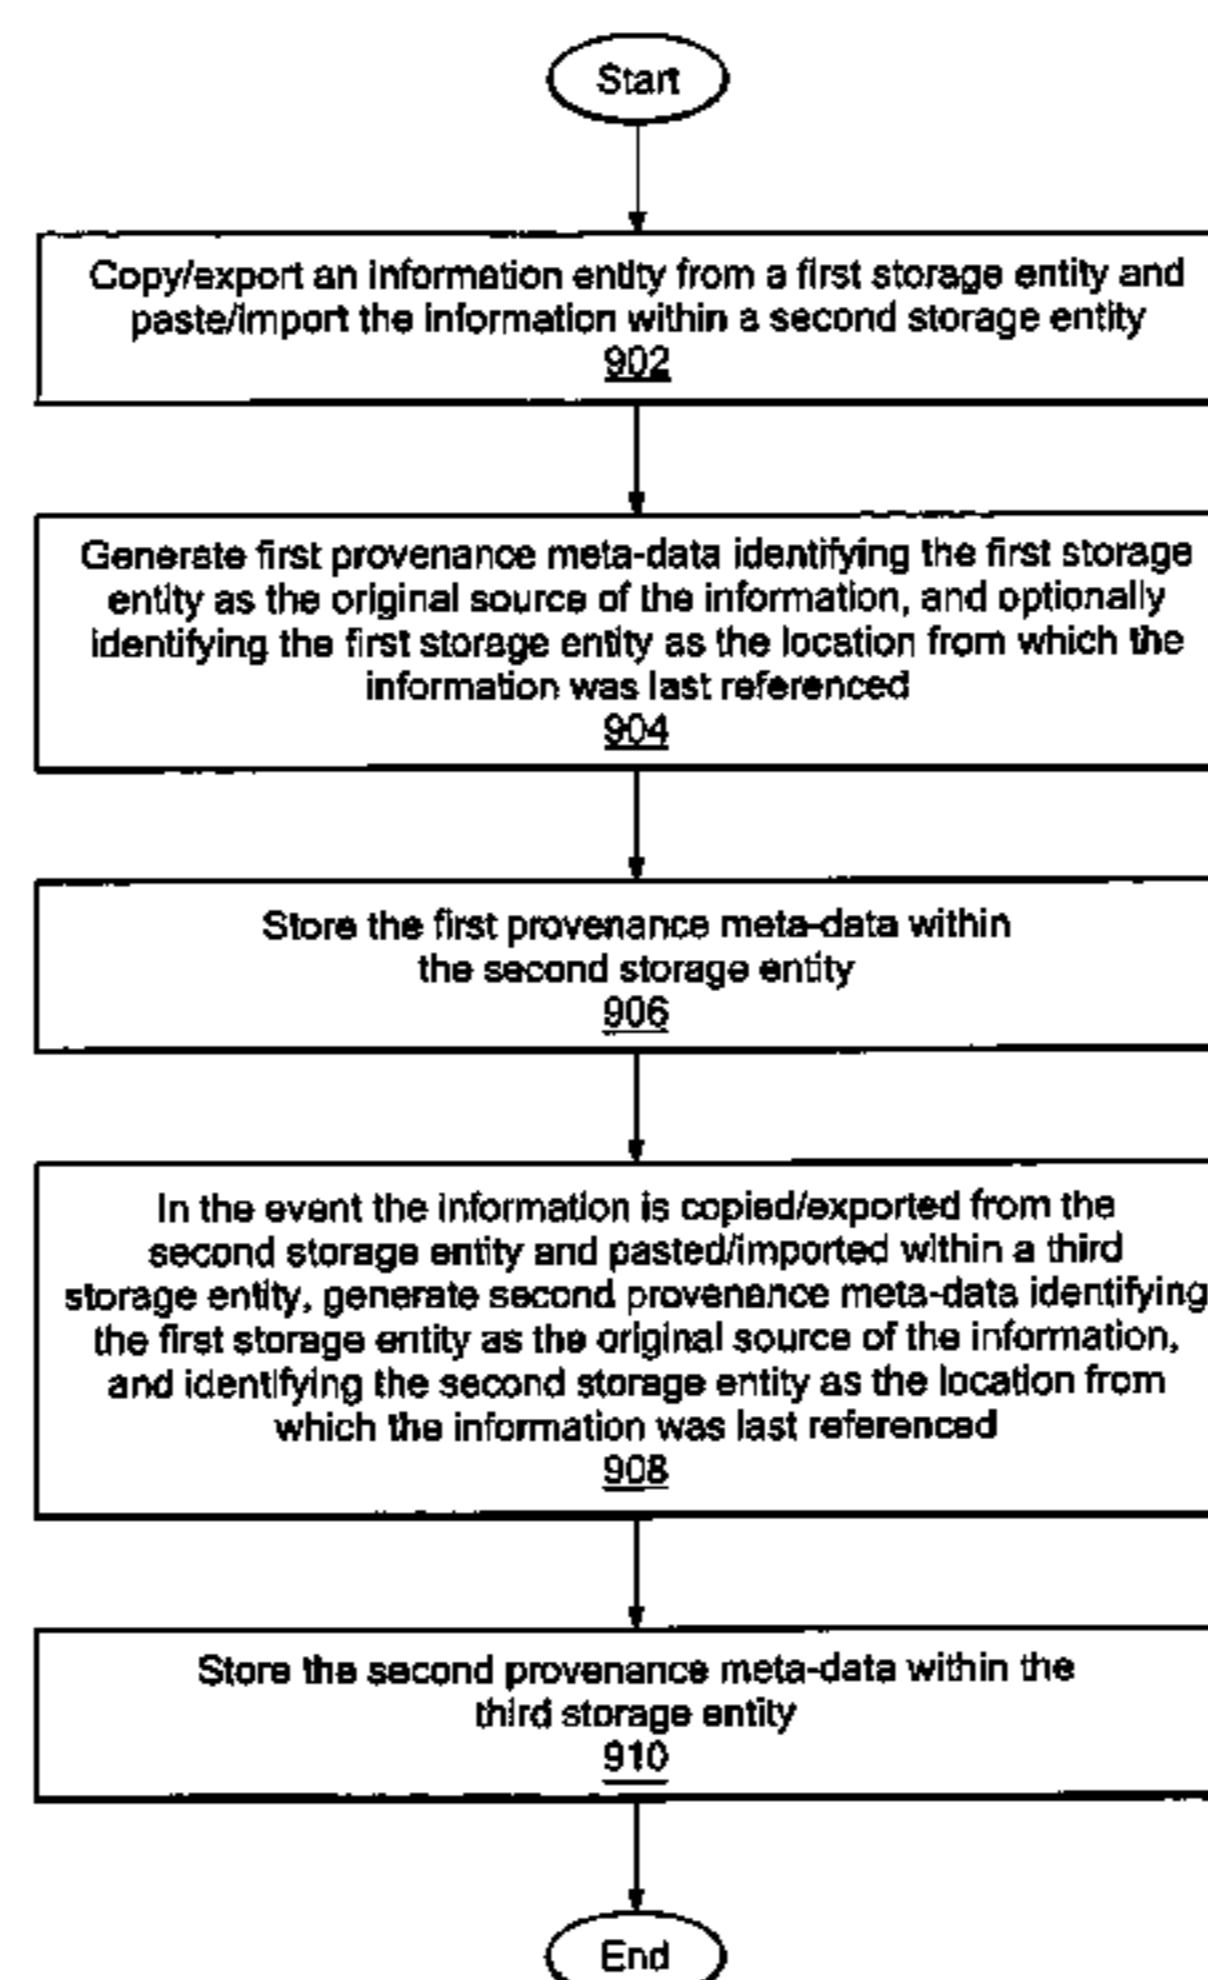 Start
Copy/export an information entity from a first storage entity and
paste/import the information within a second storage entity
902
Generate first provenance meta-data identifying the first storage
entity as the original source of the information, and optionally
identifying the first storage entity as the location from which the
information was last referenced
904
Store the first provenance meta-data within
the second storage entity
906
In the event the information is copied/exported from the
second storage entity and pasted/imported within a third
storage entity, generate second provenance meta-data identifying
the first storage entity as the original source of the information,
and identifying the second storage entity as the location from
which the information was last referenced
908
Store the second provenance meta-data within the
third storage entity
910
End